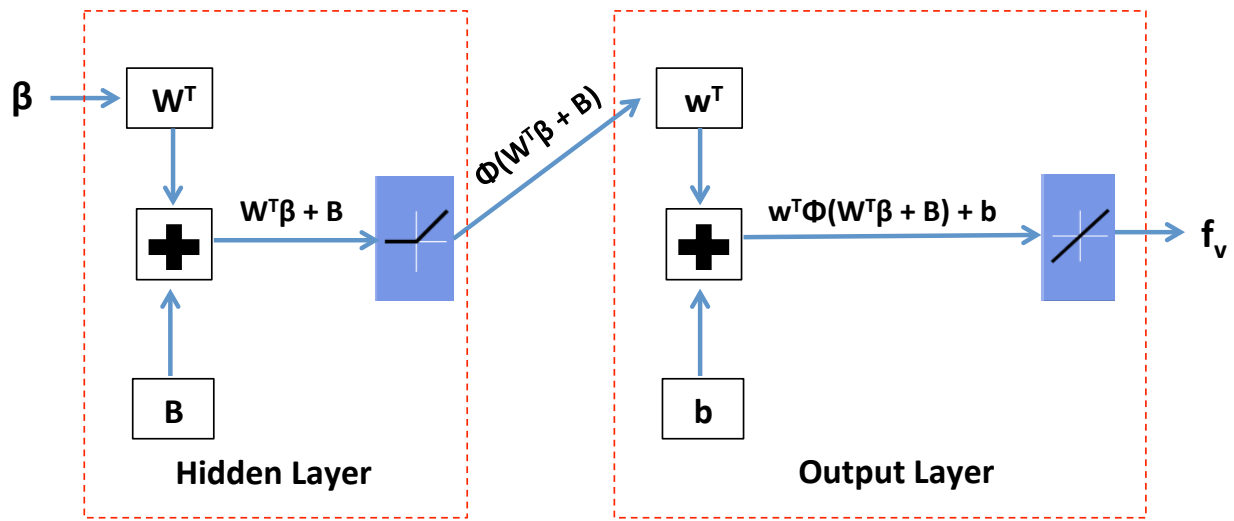 β
Wᵀ
Wᵀβ + B
B
Hidden Layer
Φ(Wᵀβ + B)
wᵀ
wᵀΦ(Wᵀβ + B) + b
b
Output Layer
fᵥ